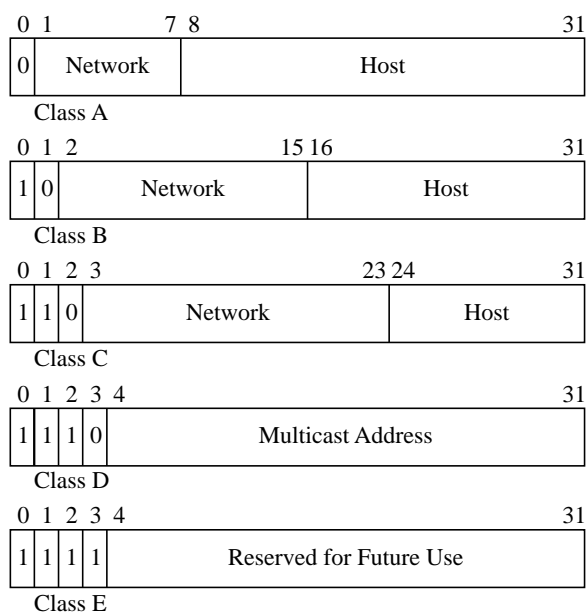 0 1 7 8 31
0 Network Host
Class A
0 1 2 15 16 31
1 0 Network Host
Class B
0 1 2 3 23 24 31
1 1 0 Network Host
Class C
0 1 2 3 4 31
1 1 1 0 Multicast Address
Class D
0 1 2 3 4 31
1 1 1 1 Reserved for Future Use
Class E